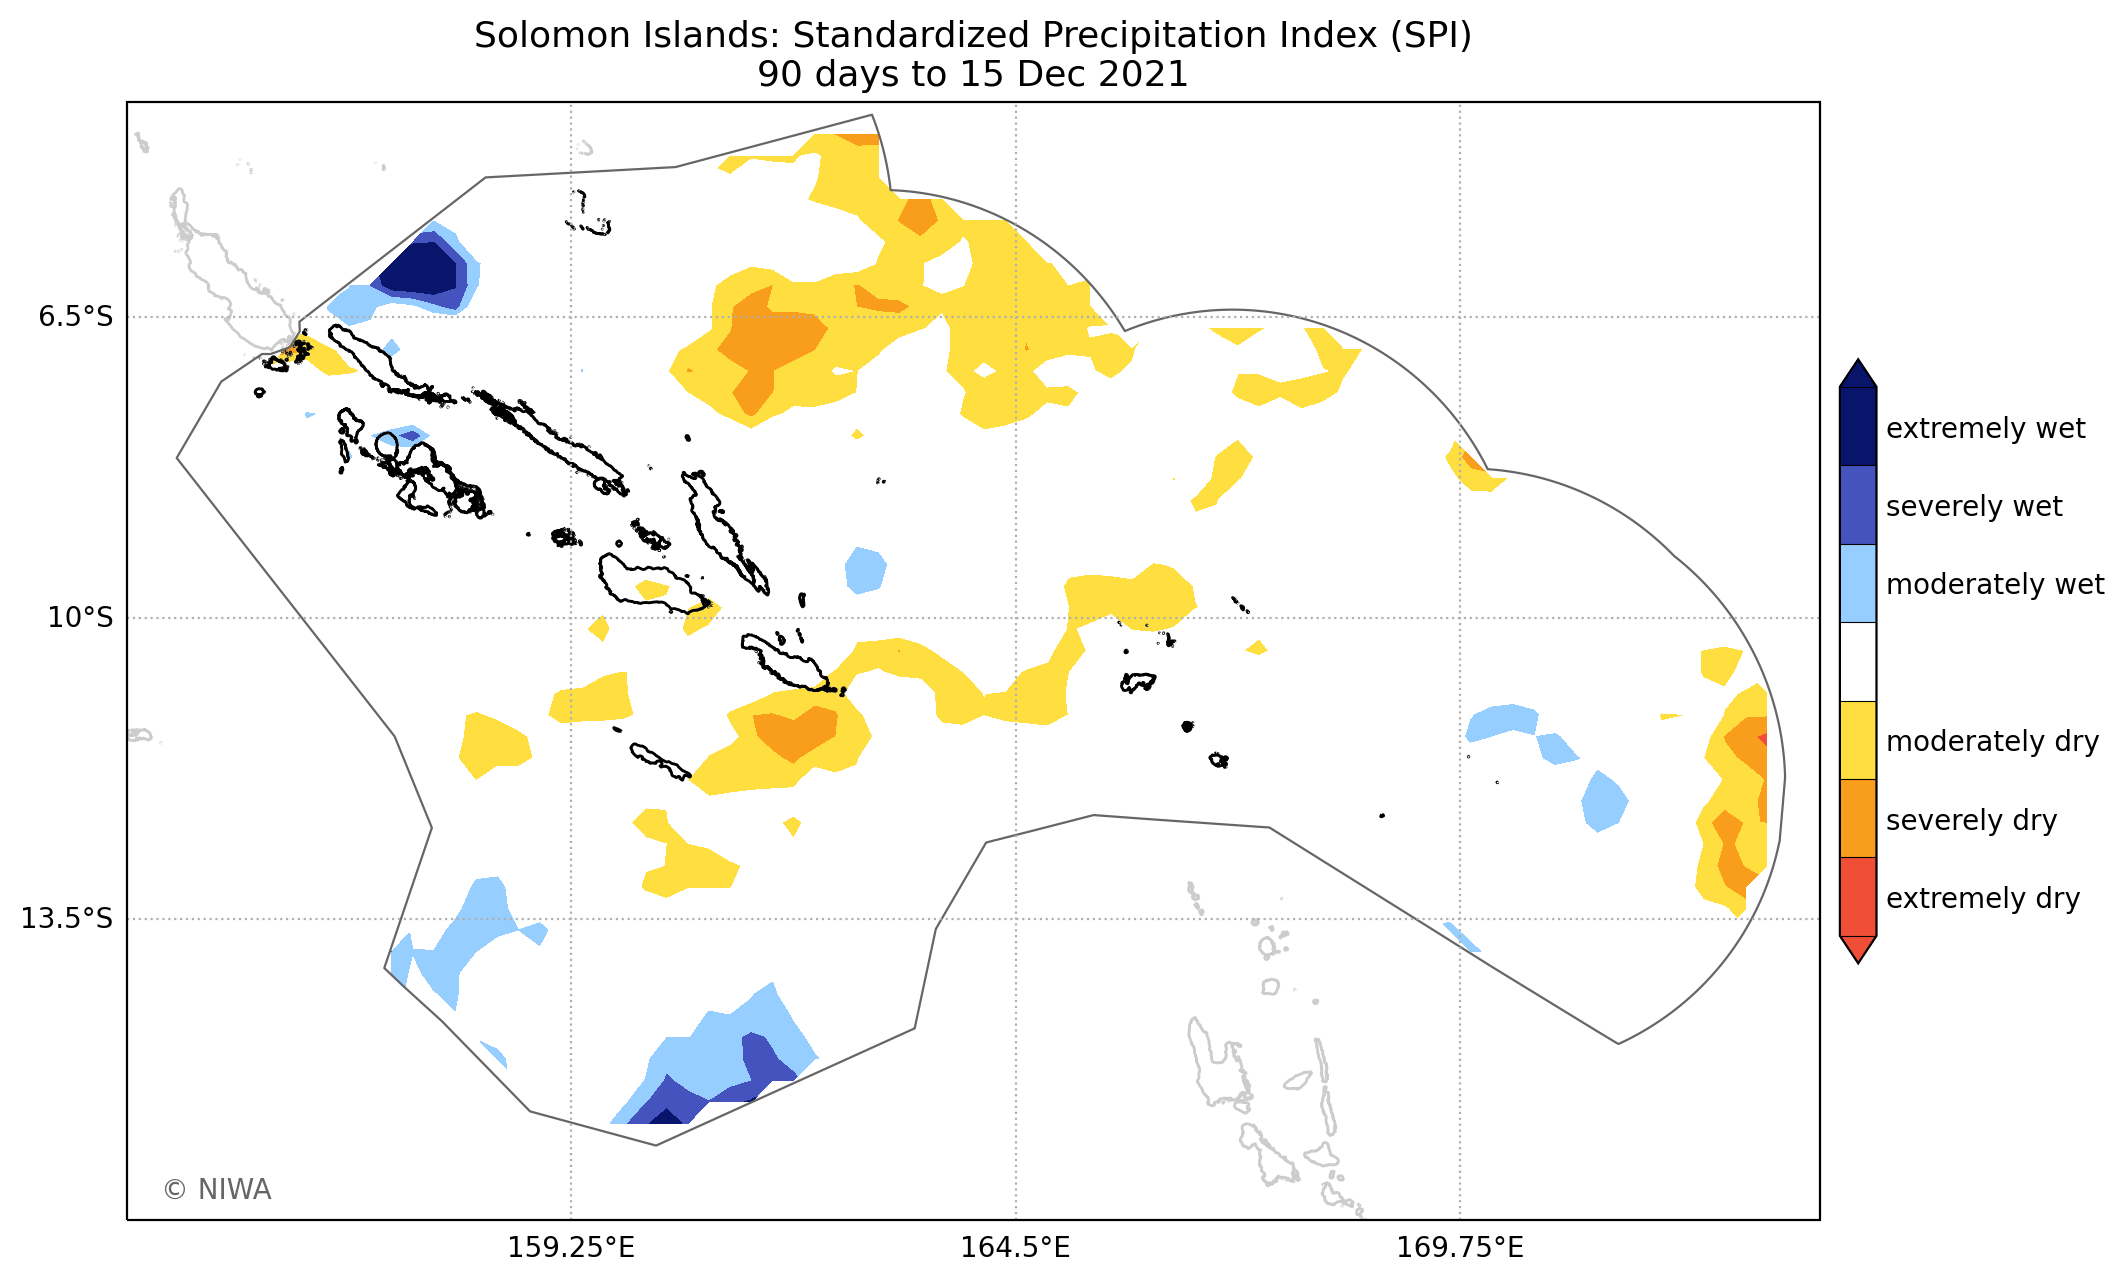 Solomon Islands: Standardized Precipitation Index (SPI)
90 days to 15 Dec 2021
6.5°S
10°S
13.5°S
159.25°E
164.5°E
169.75°E
extremely wet
severely wet
moderately wet
moderately dry
severely dry
extremely dry
© NIWA